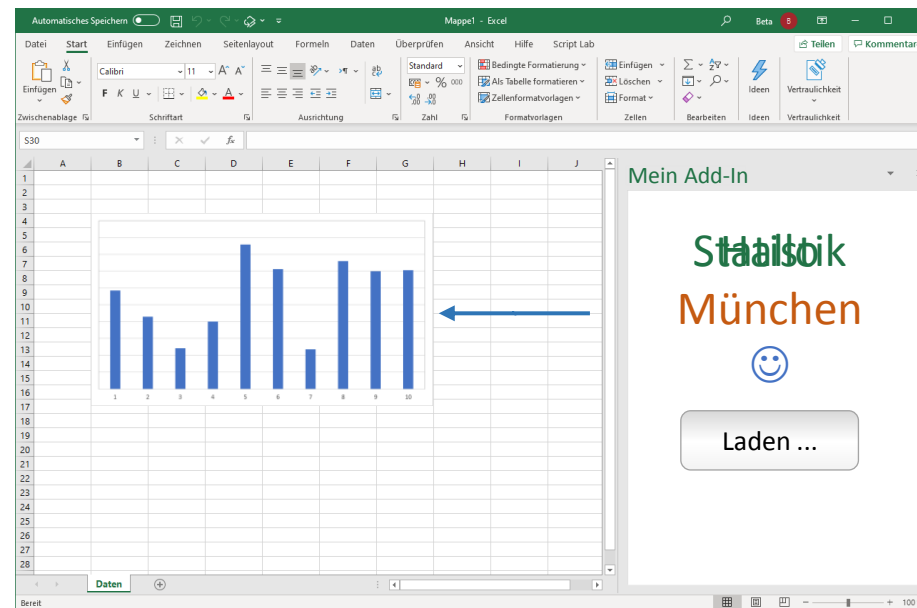 Automatisches Speichern Mappe1 - Excel Beta B
Datei Start Einfügen Zeichnen Seitenlayout Formeln Daten Überprüfen Ansicht Hilfe Script Lab Teilen Kommentar
Calibri 11 A A Standard Bedingte Formatierung Einfügen
Einfügen F K U A % 000 Als Tabelle formatieren Löschen Ideen Vertraulichkeit
Zellenformatvorlagen Format
Zwischenablage Schriftart Ausrichtung Zahl Formatvorlagen Zellen Bearbeiten Ideen Vertraulichkeit
S30 fx
A B C D E F G H I J
Mein Add-In
1
2
3
4
5
6
7
8
9
10
11
12
13
14
15
16
17
18
19
20
21
22
23
24
25
26
27
28
1 2 3 4 5 6 7 8 9 10
Statistik
Hallo
München
Laden ...
Daten
Bereit 100